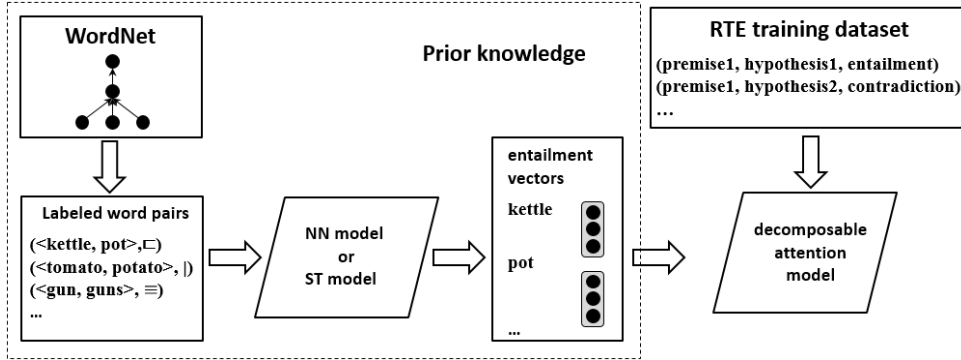 WordNet
Prior knowledge
RTE training dataset
(premise1, hypothesis1, entailment)
(premise1, hypothesis2, contradiction)
...
Labeled word pairs
(<kettle, pot>,⊏)
(<tomato, potato>, |)
(<gun, guns>, ≡)
...
NN model
or
ST model
entailment
vectors
kettle
pot
...
decomposable
attention
model